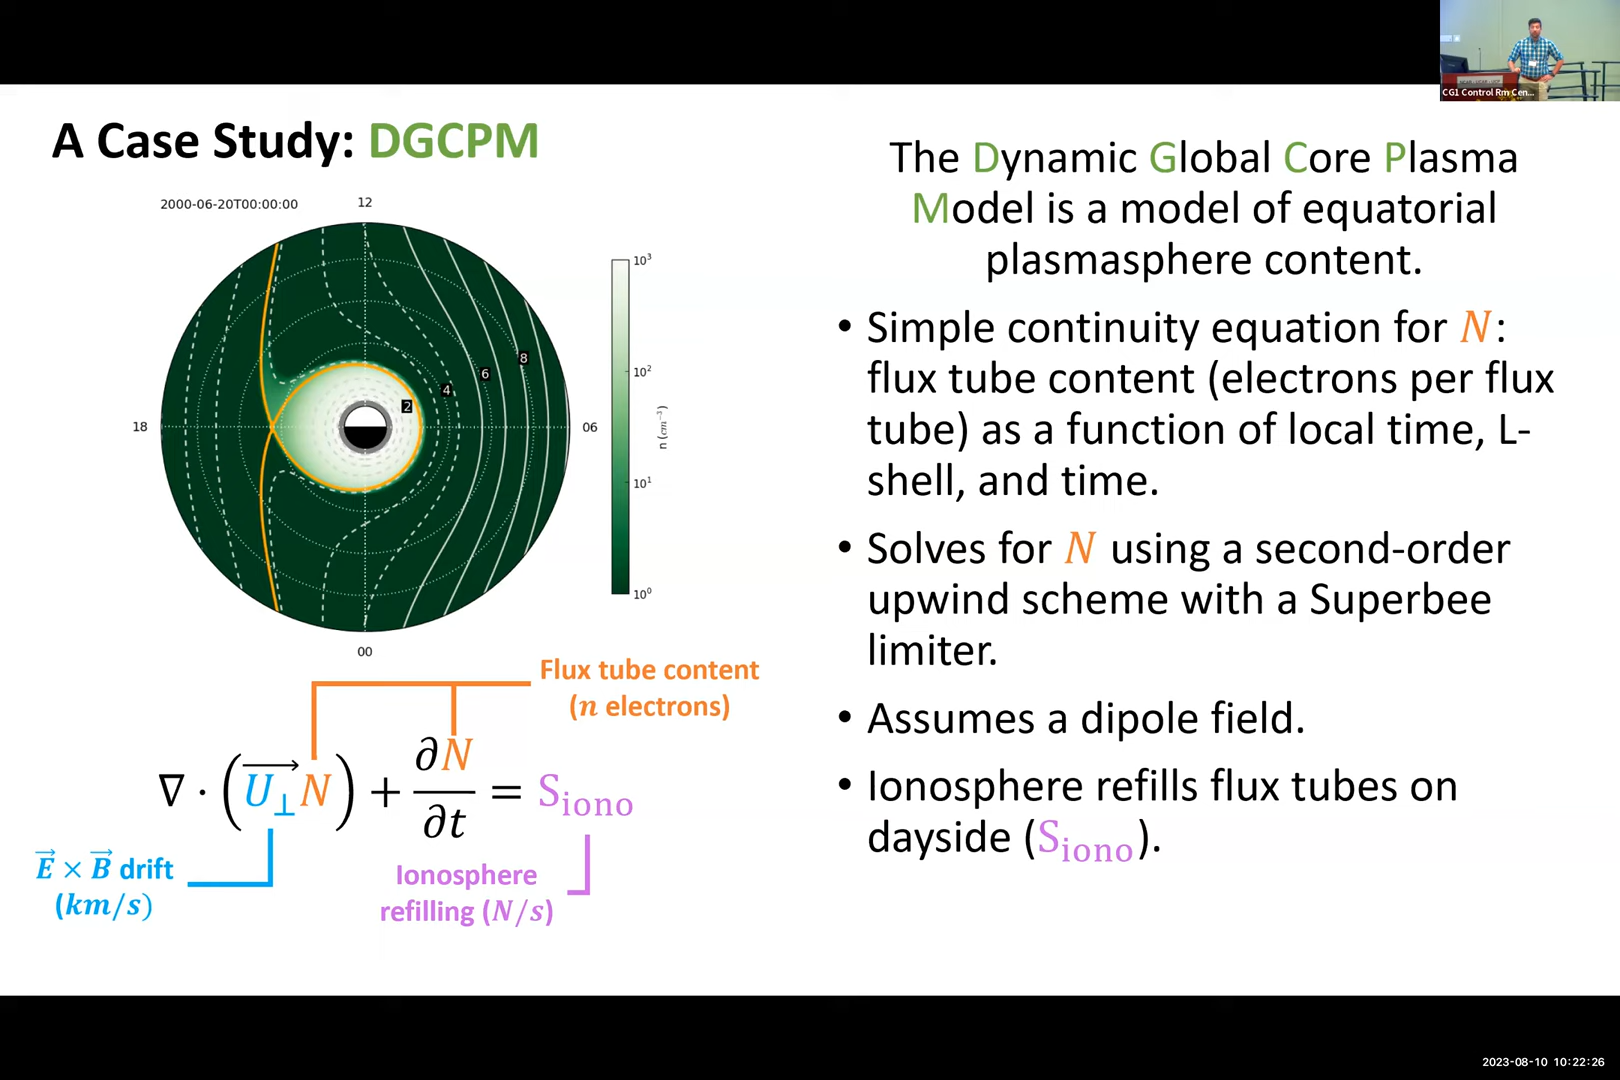 CG1 Control Rm Cen...
A Case Study: DGCPM
2000-06-20T00:00:00
12
18
06
00
2
4
6
8
10³
10²
10¹
10⁰
n (cm⁻³)
Flux tube content
(n electrons)
∇ · (U⊥N) + ∂N/∂t = S_iono
E × B drift
(km/s)
Ionosphere
refilling (N/s)
The Dynamic Global Core Plasma
Model is a model of equatorial
plasmasphere content.
• Simple continuity equation for N:
flux tube content (electrons per flux
tube) as a function of local time, L-
shell, and time.
• Solves for N using a second-order
upwind scheme with a Superbee
limiter.
• Assumes a dipole field.
• Ionosphere refills flux tubes on
dayside (S_iono).
2023-08-10 10:22:26